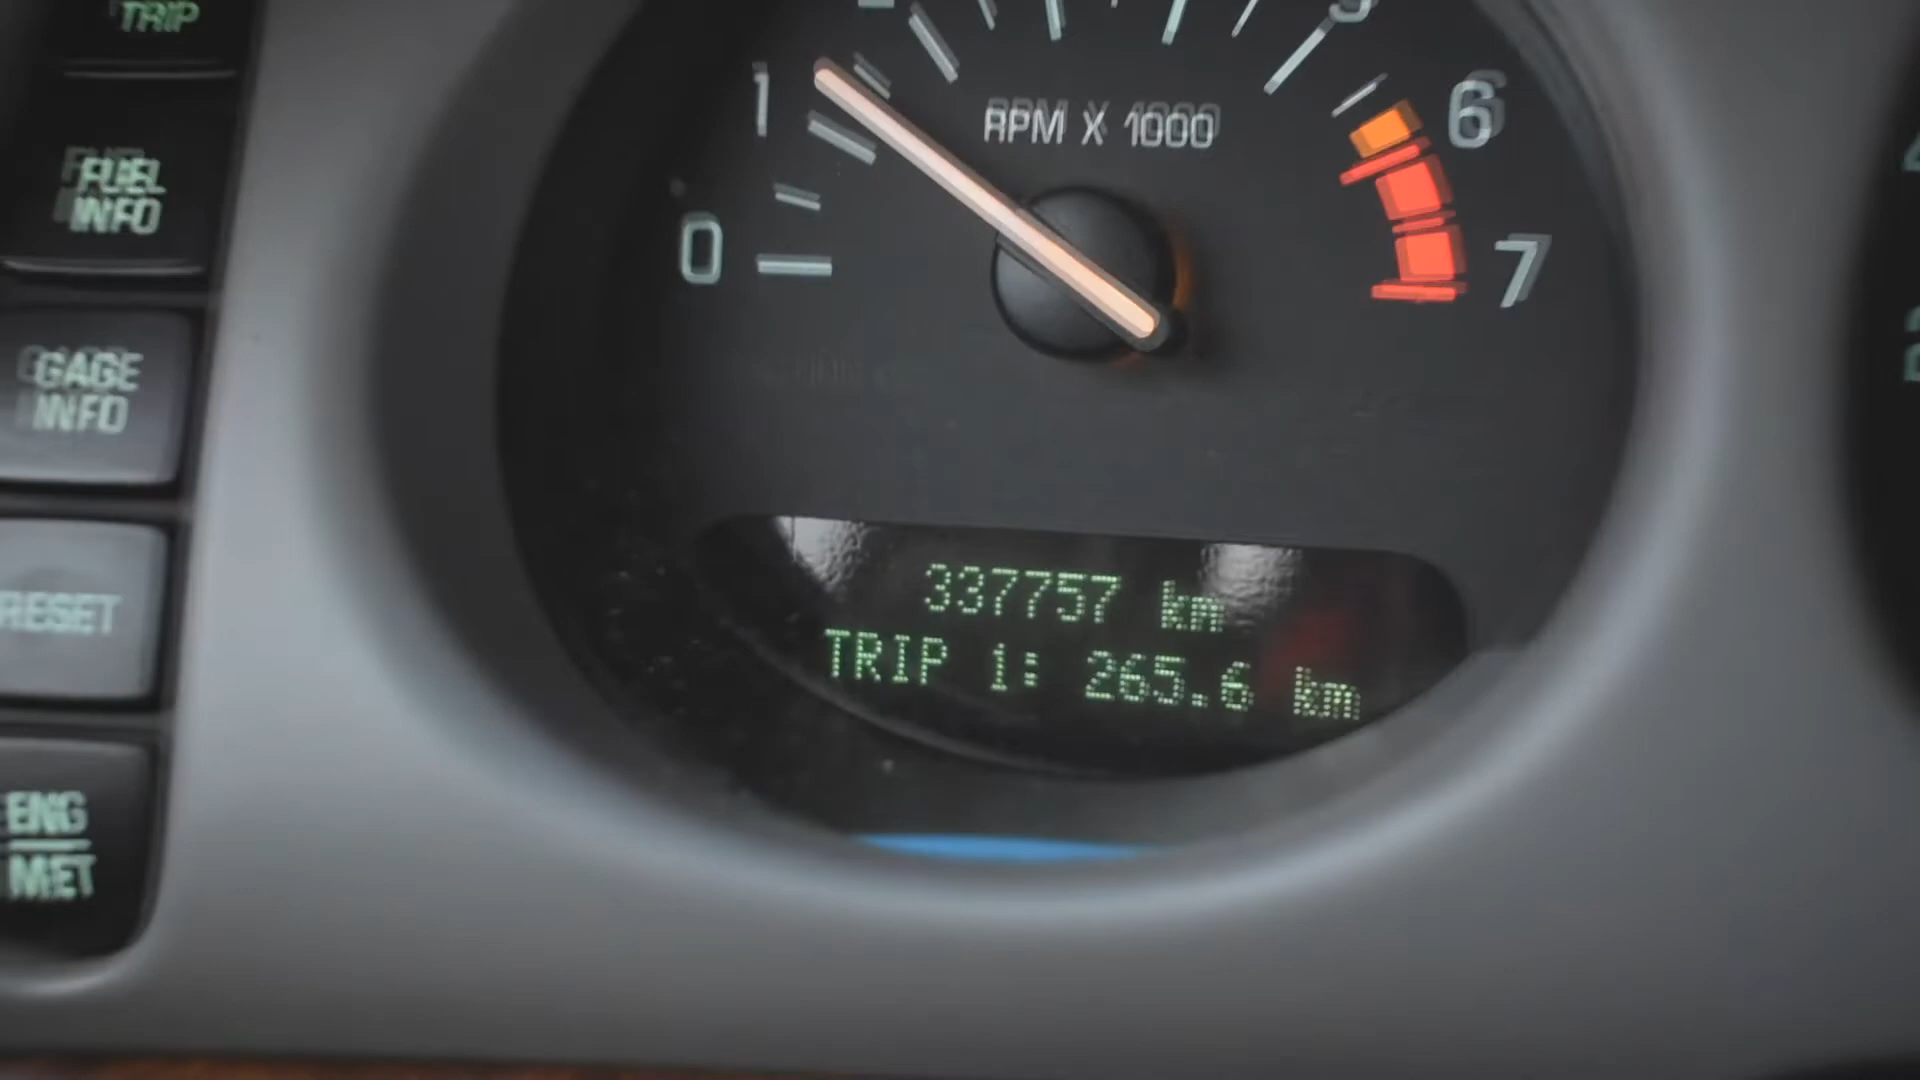 TRIP
FUEL
INFO
GAGE
INFO
RESET
ENG
MET
0
1
6
7
RPM X 1000
337757 km
TRIP 1: 265.6 km